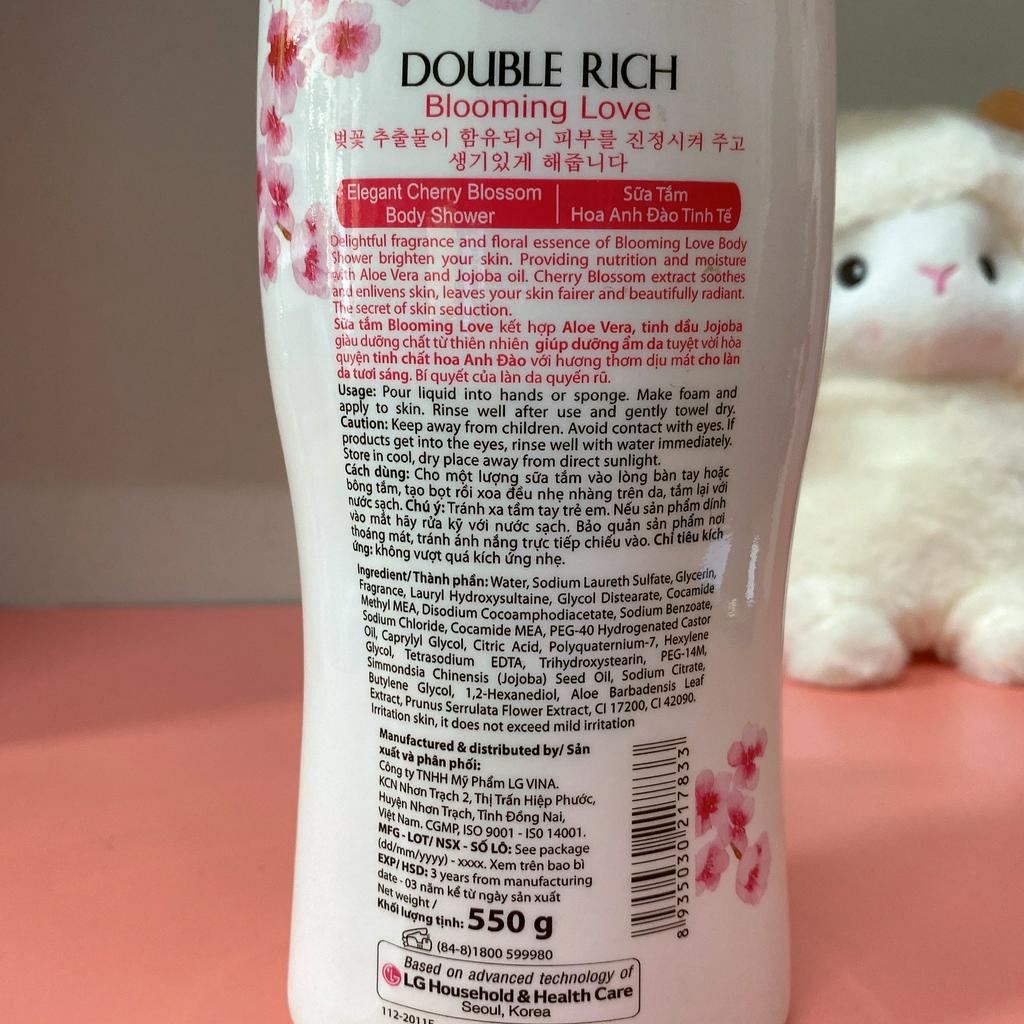 DOUBLE RICH
Blooming Love
벚꽃 추출물이 함유되어 피부를 진정시켜 주고
생기있게 해줍니다
Elegant Cherry Blossom
Body Shower
Sữa Tắm
Hoa Anh Đào Tinh Tế
Delightful fragrance and floral essence of Blooming Love Body
Shower brighten your skin. Providing nutrition and moisture
with Aloe Vera and Jojoba oil. Cherry Blossom extract soothes
and enlivens skin, leaves your skin fairer and beautifully radiant.
The secret of skin seduction.
Sữa tắm Blooming Love kết hợp Aloe Vera, tinh dầu Jojoba
giàu dưỡng chất từ thiên nhiên giúp dưỡng ẩm da tuyệt vời hòa
quyện tinh chất hoa Anh Đào với hương thơm dịu mát cho làn
da tươi sáng. Bí quyết của làn da quyến rũ.
Usage: Pour liquid into hands or sponge. Make foam and
apply to skin. Rinse well after use and gently towel dry.
Caution: Keep away from children. Avoid contact with eyes. If
products get into the eyes, rinse well with water immediately.
Store in cool, dry place away from direct sunlight.
Cách dùng: Cho một lượng sữa tắm vào lòng bàn tay hoặc
bông tắm, tạo bọt rồi xoa đều nhẹ nhàng trên da, tắm lại với
nước sạch. Chú ý: Tránh xa tầm tay trẻ em. Nếu sản phẩm dính
vào mắt hãy rửa kỹ với nước sạch. Bảo quản sản phẩm nơi
thoáng mát, tránh ánh nắng trực tiếp chiếu vào. Chỉ tiêu kích
ứng: không vượt quá kích ứng nhẹ.
Ingredient/ Thành phần: Water, Sodium Laureth Sulfate, Glycerin,
Fragrance, Lauryl Hydroxysultaine, Glycol Distearate, Cocamide
Methyl MEA, Disodium Cocoamphodiacetate, Sodium Benzoate,
Sodium Chloride, Cocamide MEA, PEG-40 Hydrogenated Castor
Oil, Caprylyl Glycol, Citric Acid, Polyquaternium-7, Hexylene
Glycol, Tetrasodium EDTA, Trihydroxystearin, PEG-14M,
Simmondsia Chinensis (Jojoba) Seed Oil, Sodium Citrate,
Butylene Glycol, 1,2-Hexanediol, Aloe Barbadensis Leaf
Extract, Prunus Serrulata Flower Extract, CI 17200, CI 42090.
Irritation skin, it does not exceed mild irritation
Manufactured & distributed by/ Sản
xuất và phân phối:
Công ty TNHH Mỹ Phẩm LG VINA.
KCN Nhơn Trạch 2, Thị Trấn Hiệp Phước,
Huyện Nhơn Trạch, Tỉnh Đồng Nai,
Việt Nam. CGMP, ISO 9001 - ISO 14001.
MFG - LOT/ NSX - SỐ LÔ: See package
(dd/mm/yyyy) - xxxx. Xem trên bao bì
EXP/ HSD: 3 years from manufacturing
date - 03 năm kể từ ngày sản xuất
Net weight /
Khối lượng tịnh: 550 g
8 935030 217833
(84-8)1800 599980
Based on advanced technology of
LG LG Household & Health Care
Seoul, Korea